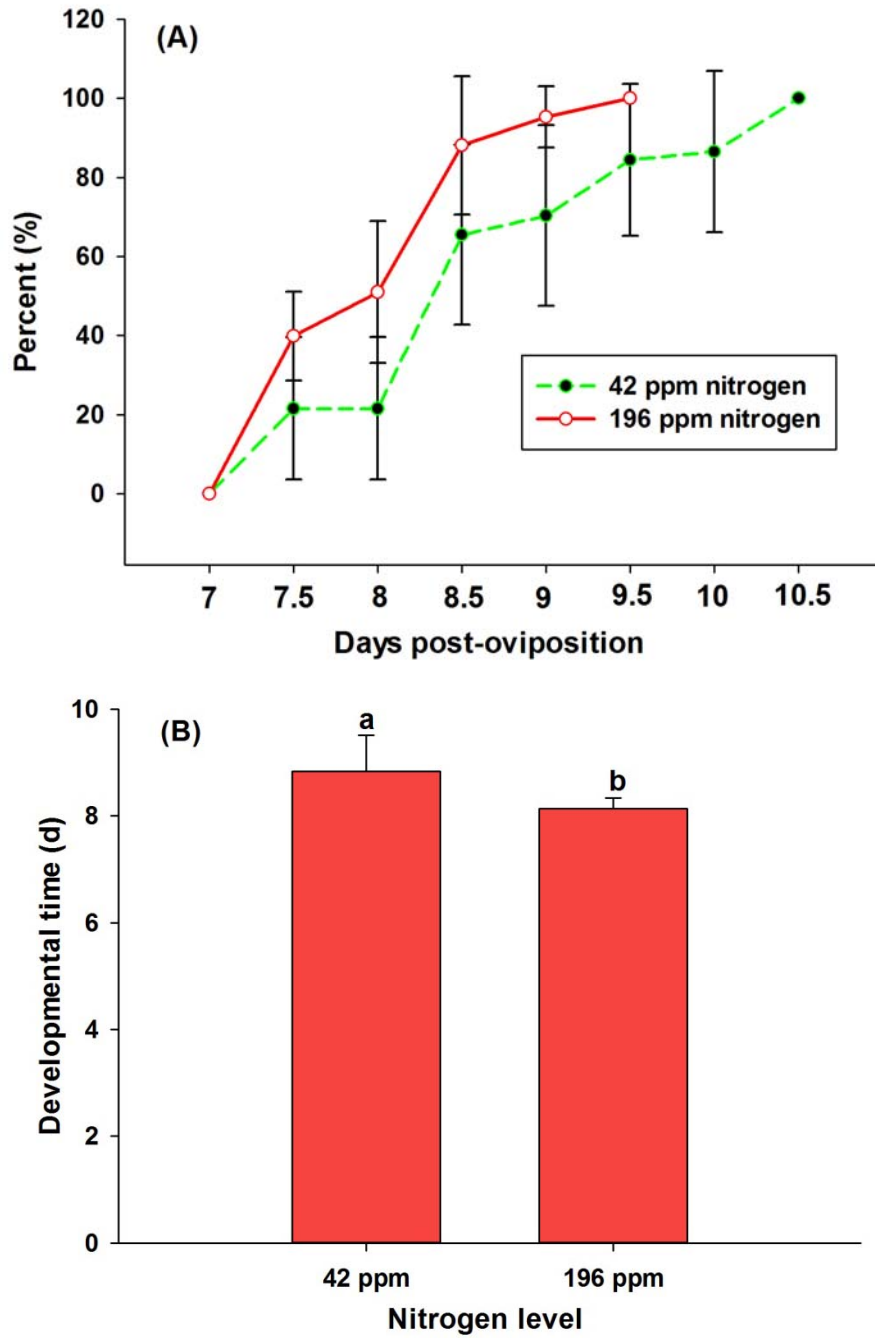 (A)
120
100
80
60
40
20
0
Percent (%)
42 ppm nitrogen
196 ppm nitrogen
7 7.5 8 8.5 9 9.5 10 10.5
Days post-oviposition
(B)
10
8
6
4
2
0
Developmental time (d)
a
b
42 ppm 196 ppm
Nitrogen level